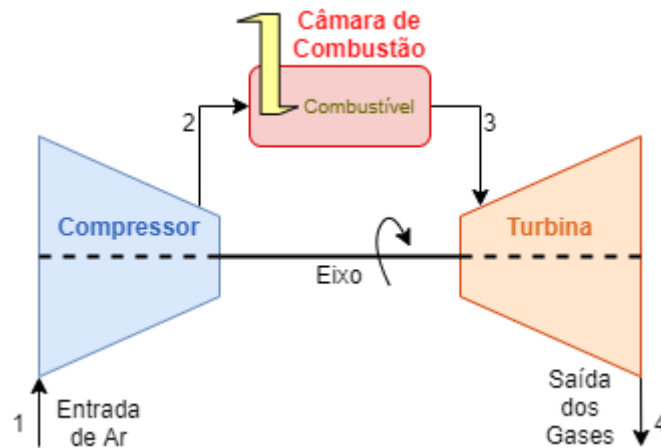 Câmara de
Combustão
Combustível
2
3
Compressor
Turbina
Eixo
1
Entrada
de Ar
Saída
dos
Gases
4